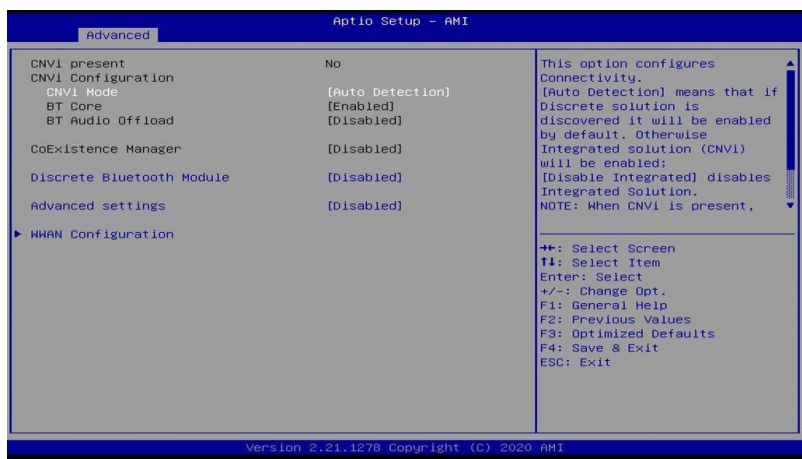 Aptio Setup - AMI
Advanced
CNVi present No
CNVi Configuration
CNVi Mode [Auto Detection]
BT Core [Enabled]
BT Audio Offload [Disabled]
CoExistence Manager [Disabled]
Discrete Bluetooth Module [Disabled]
Advanced settings [Disabled]
WWAN Configuration
This option configures
Connectivity.
[Auto Detection] means that if
Discrete solution is
discovered it will be enabled
by default. Otherwise
Integrated solution (CNVi)
will be enabled;
[Disable Integrated] disables
Integrated Solution.
NOTE: When CNVi is present,
→←: Select Screen
↑↓: Select Item
Enter: Select
+/-: Change Opt.
F1: General Help
F2: Previous Values
F3: Optimized Defaults
F4: Save & Exit
ESC: Exit
Version 2.21.1278 Copyright (C) 2020 AMI